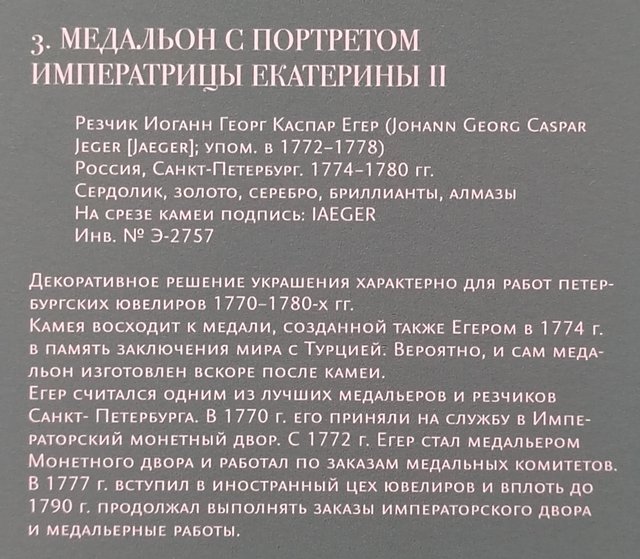 3. МЕДАЛЬОН С ПОРТРЕТОМ
ИМПЕРАТРИЦЫ ЕКАТЕРИНЫ II
Резчик Иоганн Георг Каспар Егер (Johann Georg Caspar
Jeger [Jaeger]; упом. в 1772–1778)
Россия, Санкт-Петербург. 1774–1780 гг.
Сердолик, золото, серебро, бриллианты, алмазы
На срезе камеи подпись: IAEGER
Инв. № Э-2757
Декоративное решение украшения характерно для работ петер-
бургских ювелиров 1770–1780-х гг.
Камея восходит к медали, созданной также Егером в 1774 г.
в память заключения мира с Турцией. Вероятно, и сам меда-
льон изготовлен вскоре после камеи.
Егер считался одним из лучших медальеров и резчиков
Санкт- Петербурга. В 1770 г. его приняли на службу в Импе-
раторский монетный двор. С 1772 г. Егер стал медальером
Монетного двора и работал по заказам медальных комитетов.
В 1777 г. вступил в иностранный цех ювелиров и вплоть до
1790 г. продолжал выполнять заказы императорского двора
и медальерные работы.